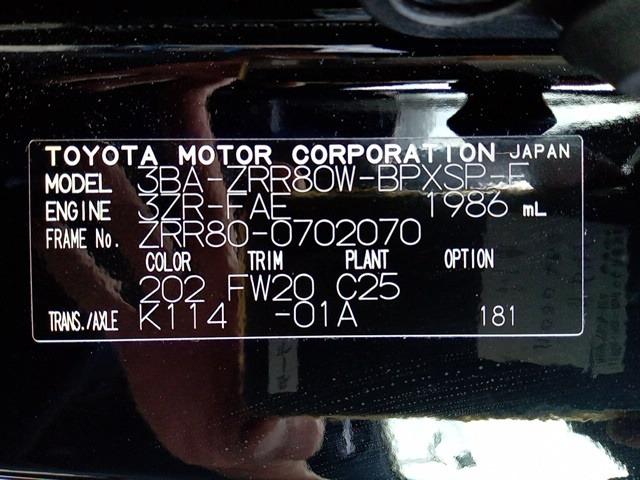 TOYOTA MOTOR CORPORATION JAPAN
MODEL 3BA-ZRR80W-BPXSP-F
ENGINE 3ZR-FAE 1986 mL
FRAME No. ZRR80-0702070
COLOR TRIM PLANT OPTION
202 FW20 C25
TRANS./AXLE K114 -01A 181